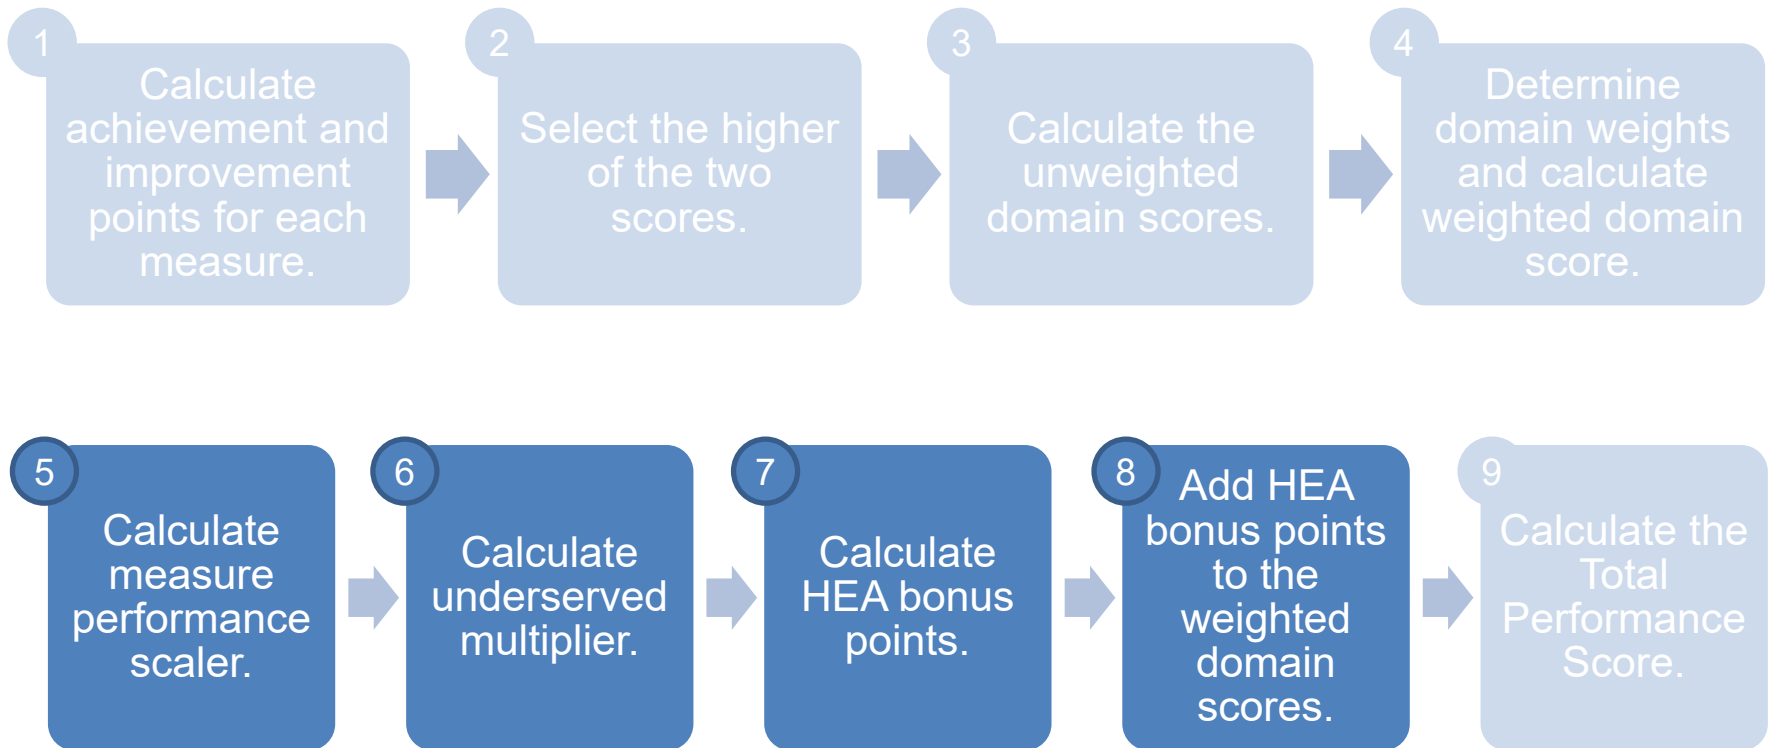 1
Calculate
achievement and
improvement
points for each
measure.
2
Select the higher
of the two
scores.
3
Calculate the
unweighted
domain scores.
4
Determine
domain weights
and calculate
weighted domain
score.
5
Calculate
measure
performance
scaler.
6
Calculate
underserved
multiplier.
7
Calculate
HEA bonus
points.
8
Add HEA
bonus points
to the
weighted
domain
scores.
9
Calculate the
Total
Performance
Score.